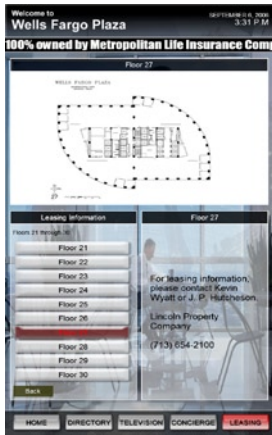 Welcome to
Wells Fargo Plaza
SEPTEMBER 6, 2006
3:31 P.M
100% owned by Metropolitan Life Insurance Comp
Floor 27
WELLS FARGO PLAZA
Leasing Information
Floor 27
Floors 21 through 30
Floor 21
Floor 22
Floor 23
Floor 24
Floor 25
Floor 26
Floor 28
Floor 29
Floor 30
Back
For leasing information,
please contact Kevin
Wyatt or J. P. Hutcheson.
Lincoln Property
Company
(713) 654-2100
HOME
DIRECTORY
TELEVISION
CONCIERGE
LEASING